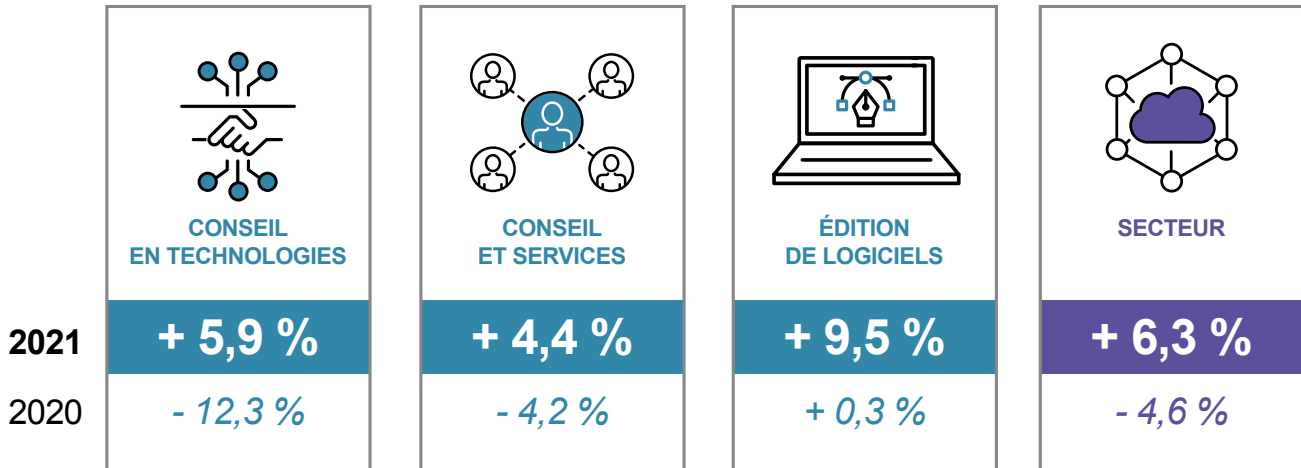 CONSEIL
EN TECHNOLOGIES
CONSEIL
ET SERVICES
ÉDITION
DE LOGICIELS
SECTEUR
2021
+ 5,9 %
+ 4,4 %
+ 9,5 %
+ 6,3 %
2020
- 12,3 %
- 4,2 %
+ 0,3 %
- 4,6 %